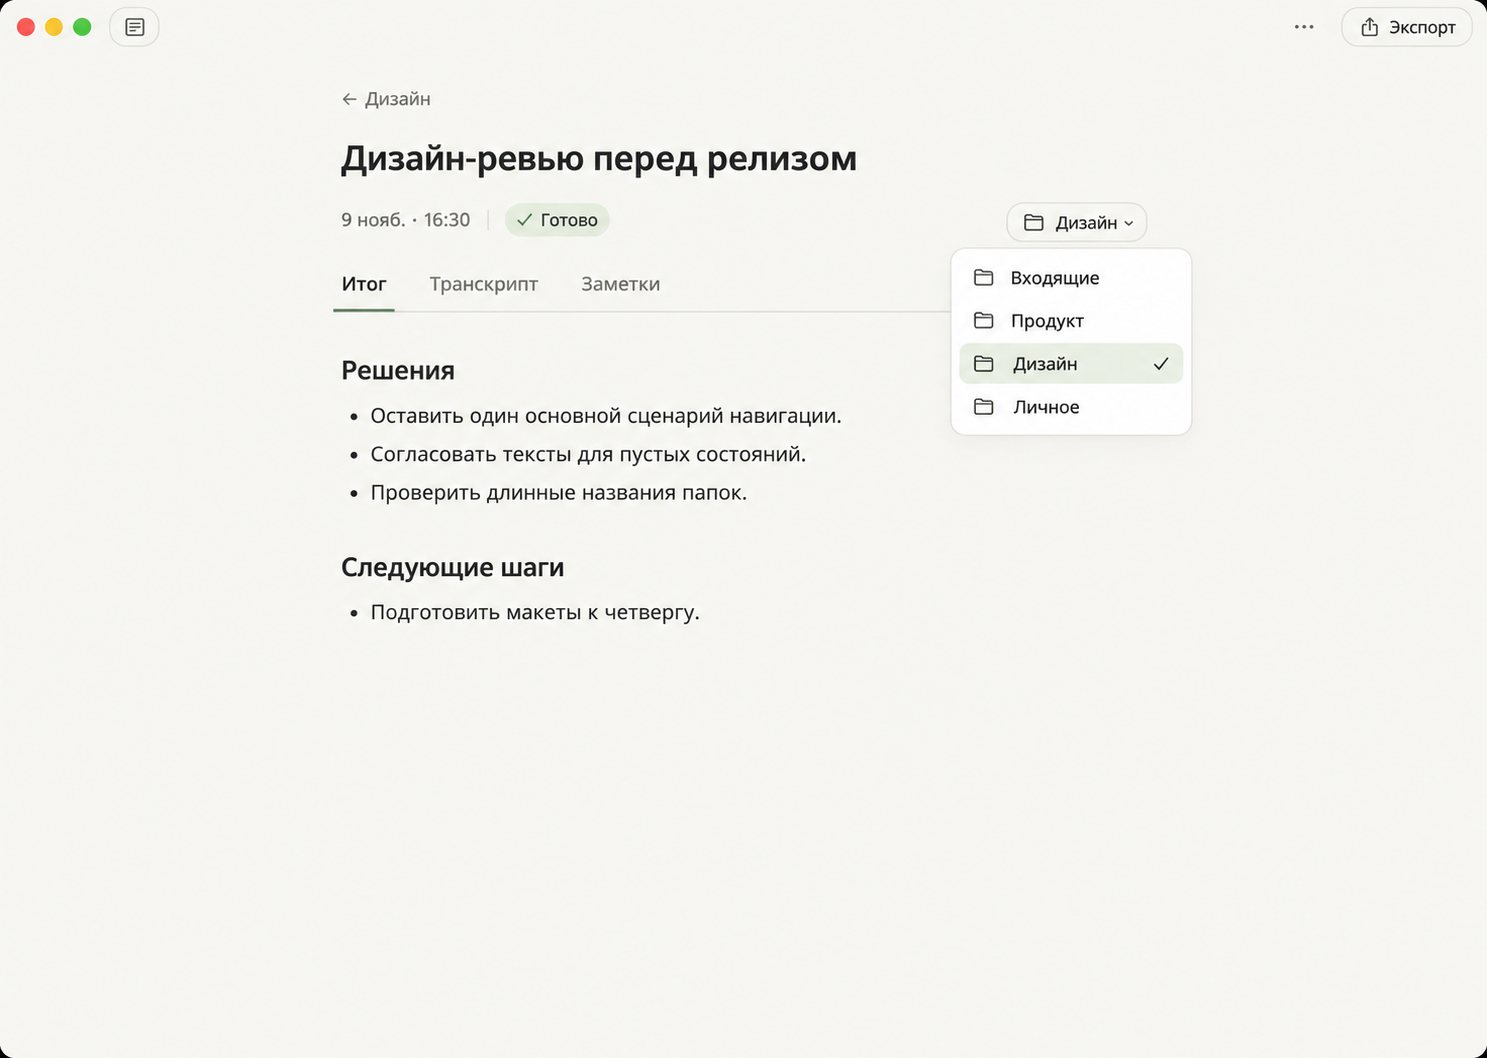 Экспорт
← Дизайн
Дизайн-ревью перед релизом
9 нояб. · 16:30
Готово
Дизайн
Итог
Транскрипт
Заметки
Входящие
Продукт
Дизайн
Личное
Решения
• Оставить один основной сценарий навигации.
• Согласовать тексты для пустых состояний.
• Проверить длинные названия папок.
Следующие шаги
• Подготовить макеты к четвергу.